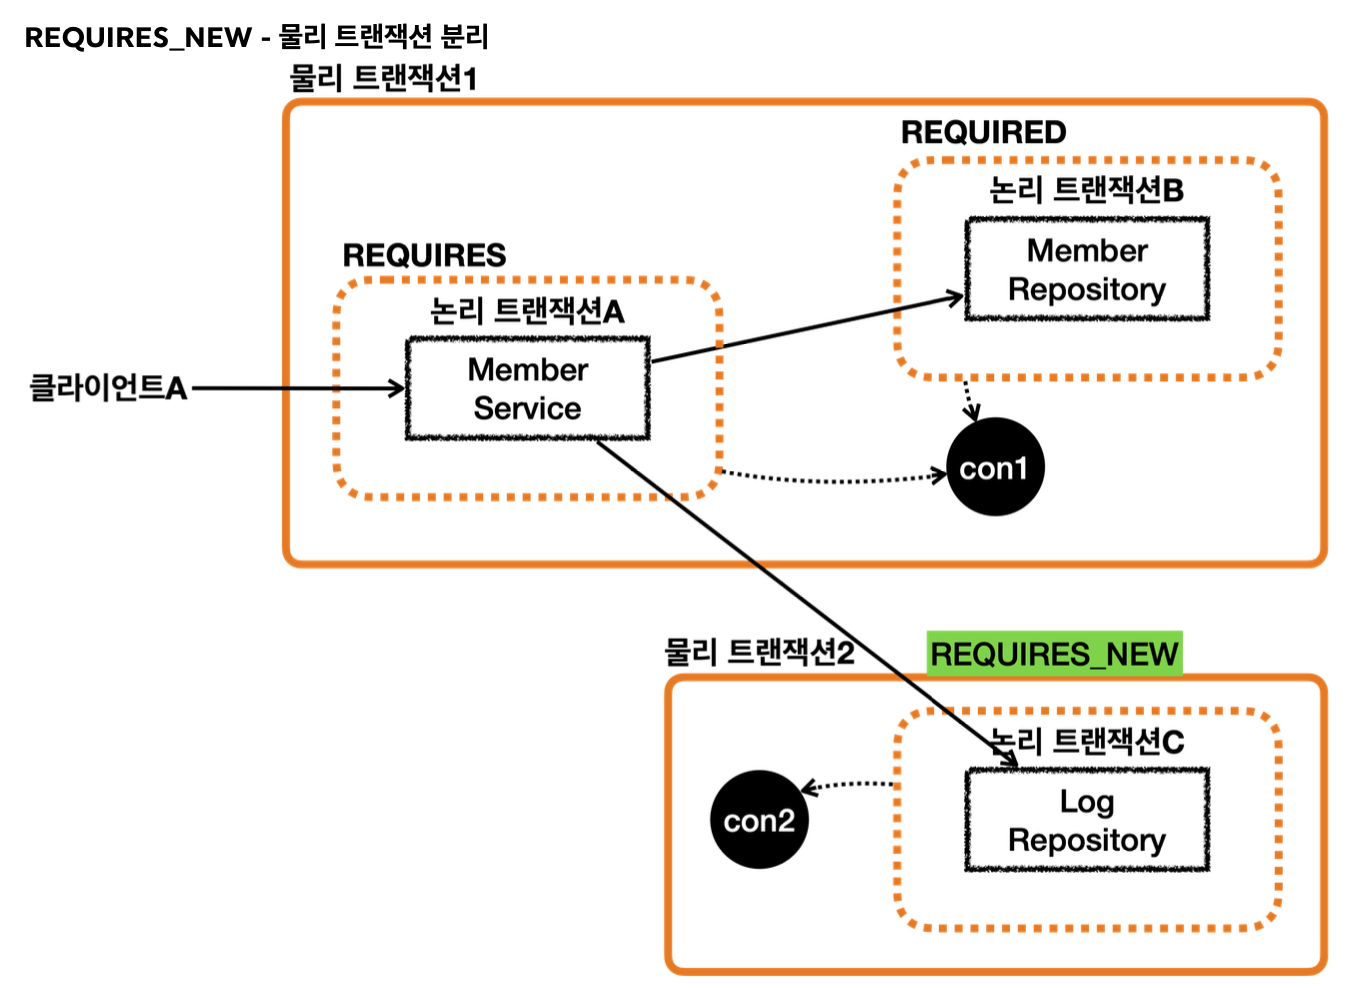 REQUIRES_NEW - 물리 트랜잭션 분리
물리 트랜잭션1
REQUIRED
논리 트랜잭션B
Member
Repository
REQUIRES
논리 트랜잭션A
Member
Service
클라이언트A
con1
물리 트랜잭션2
REQUIRES_NEW
논리 트랜잭션C
Log
Repository
con2